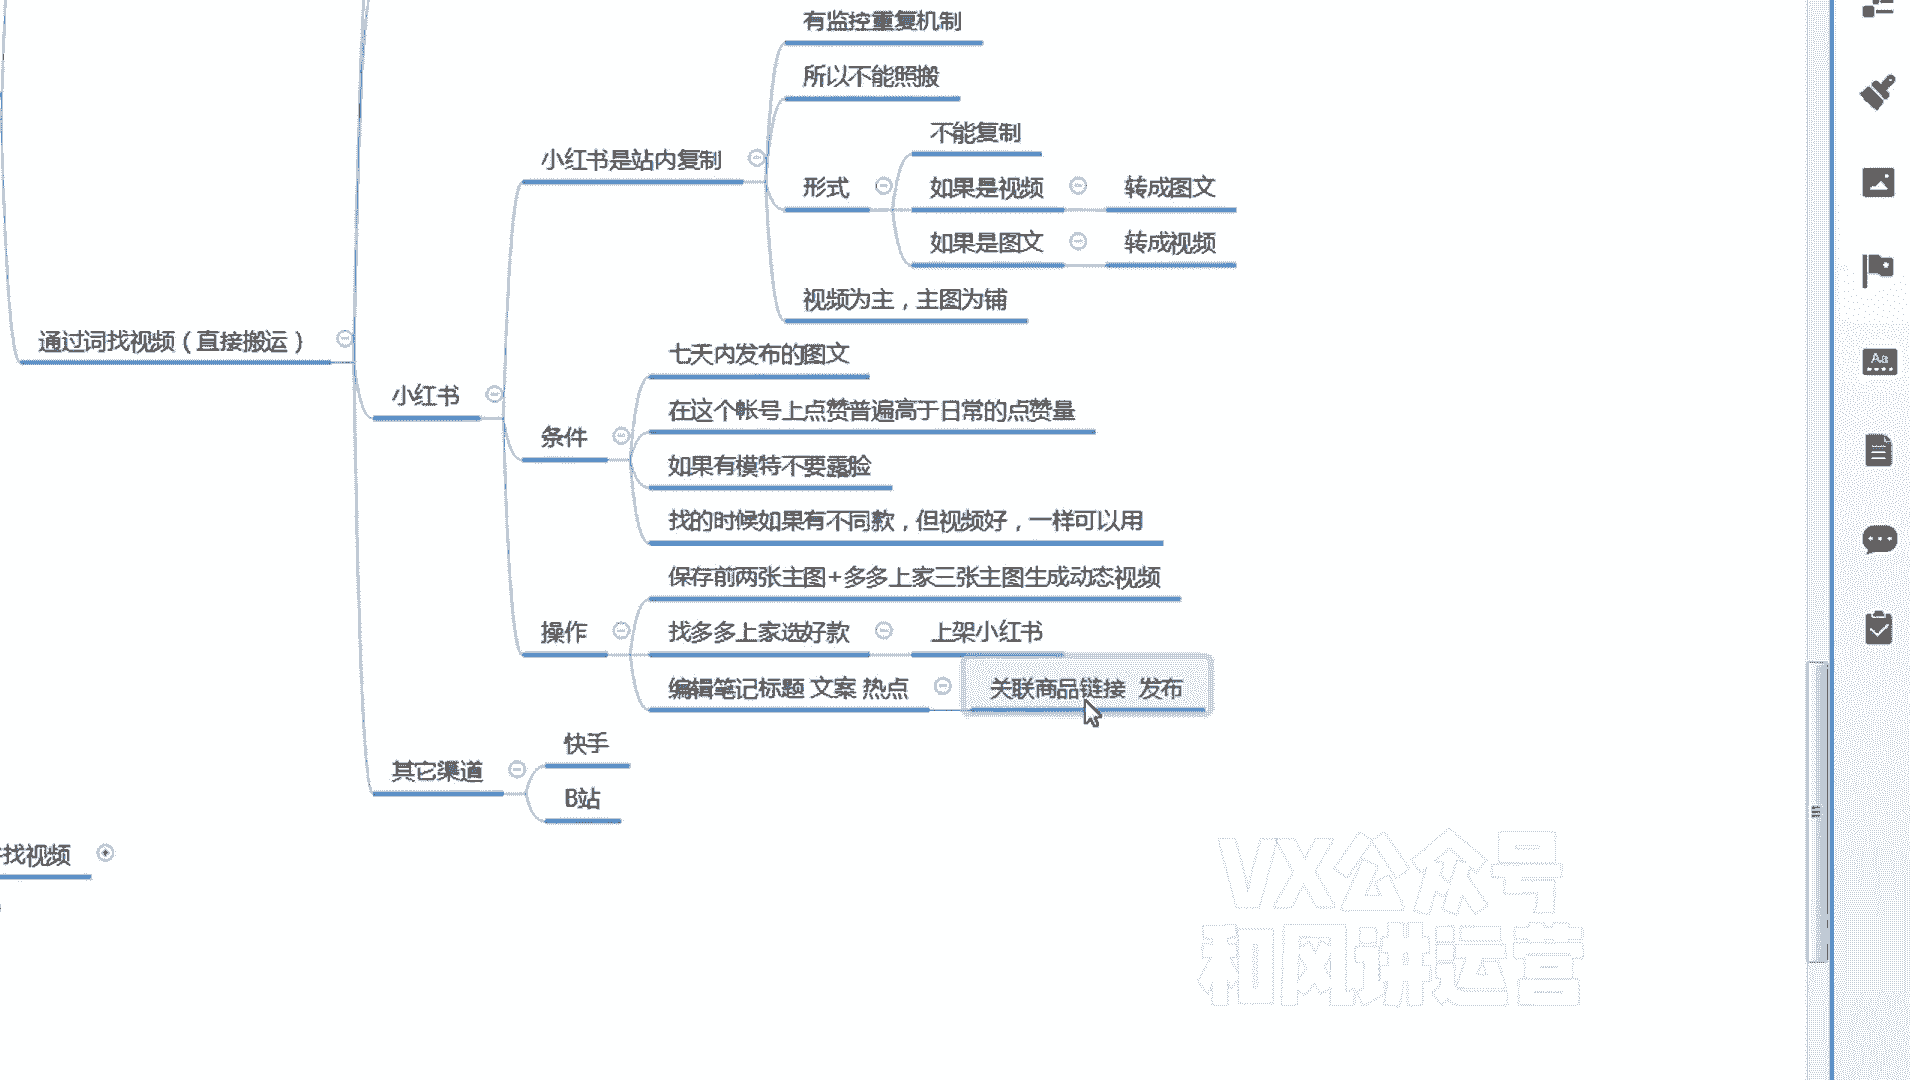 有监控重复机制
所以不能照搬
不能复制
小红书是站内复制
形式
如果是视频
转成图文
如果是图文
转成视频
视频为主，主图为铺
通过词找视频（直接搬运）
七天内发布的图文
小红书
在这个帐号上点赞普遍高于日常的点赞量
条件
如果有模特不要露脸
找的时候如果有不同款，但视频好，一样可以用
保存前两张主图+多多上家三张主图生成动态视频
操作
找多多上家选好款
上架小红书
编辑笔记标题 文案 热点
关联商品链接 发布
快手
其它渠道
B站
找视频
VX公众号
和风讲运营
Aa